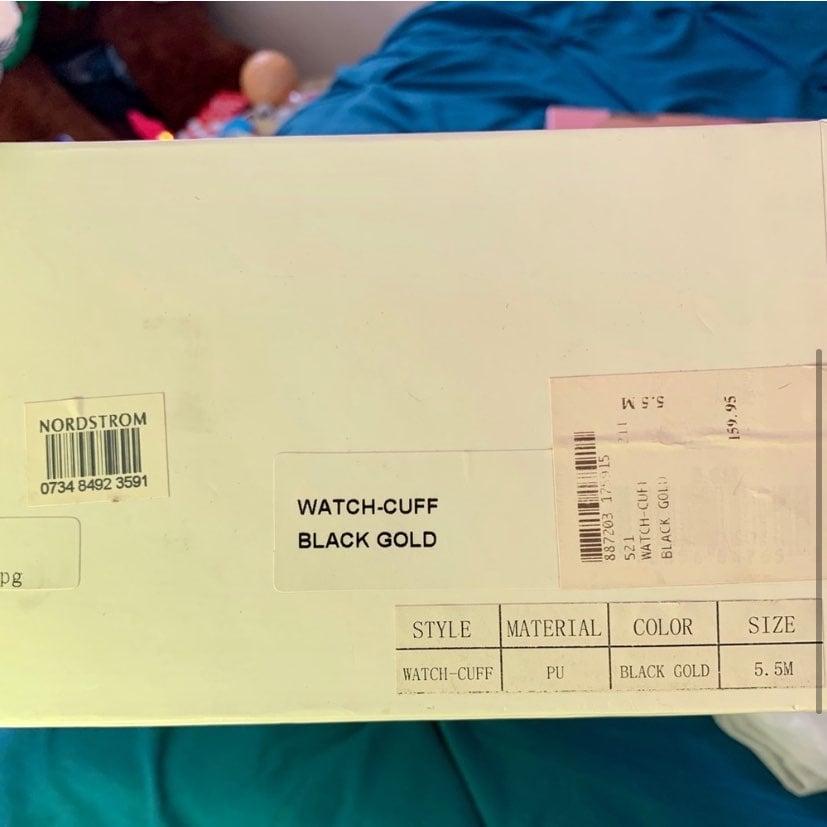 NORDSTROM
0734 8492 3591
pg
WATCH-CUFF
BLACK GOLD
5.5 M
159.95
211
521
WATCH-CUFF
BLACK GOLD
STYLE MATERIAL COLOR SIZE
WATCH-CUFF PU BLACK GOLD 5.5M